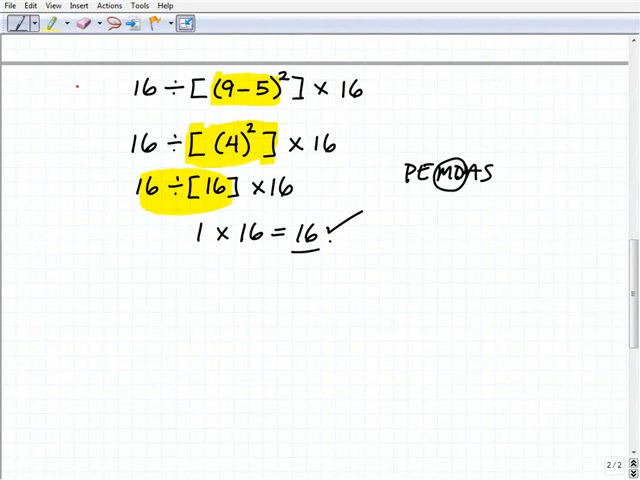 File Edit View Insert Actions Tools Help
16 ÷ [(9 − 5)²] × 16
16 ÷ [(4)²] × 16
PEMDAS
16 ÷ [16] × 16
1 × 16 = 16 ✓
2 / 2